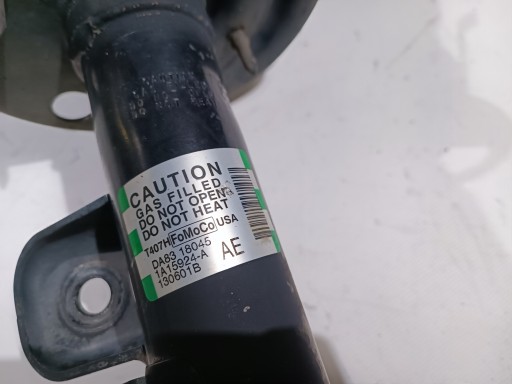 CAUTION
GAS FILLED
DO NOT OPEN
DO NOT HEAT
T407H FoMoCo USA
DA83 18045
1A15924-A
130601B
AE